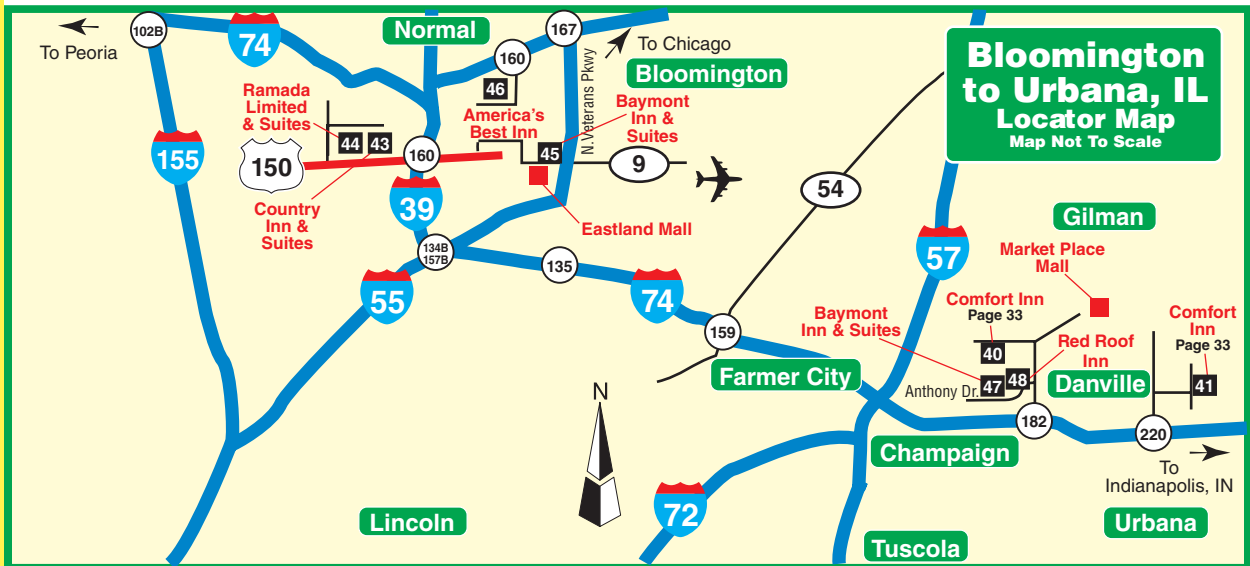 Bloomington
to Urbana, IL
Locator Map
Map Not To Scale
102B
To Peoria
74
Normal
160
167
To Chicago
Bloomington
N. Veterans Pkwy
46
Ramada
Limited
& Suites
America's
Best Inn
Baymont
Inn &
Suites
155
150
44
43
160
45
9
54
39
Country
Inn &
Suites
Eastland Mall
Gilman
57
Market Place
Mall
134B
157B
135
55
74
Comfort Inn
Page 33
Baymont
Inn & Suites
159
Comfort
Inn
Page 33
Red Roof
Inn
40
Farmer City
Anthony Dr.
47
48
Danville
41
N
182
220
Champaign
To
Indianapolis, IN
72
Lincoln
Urbana
Tuscola